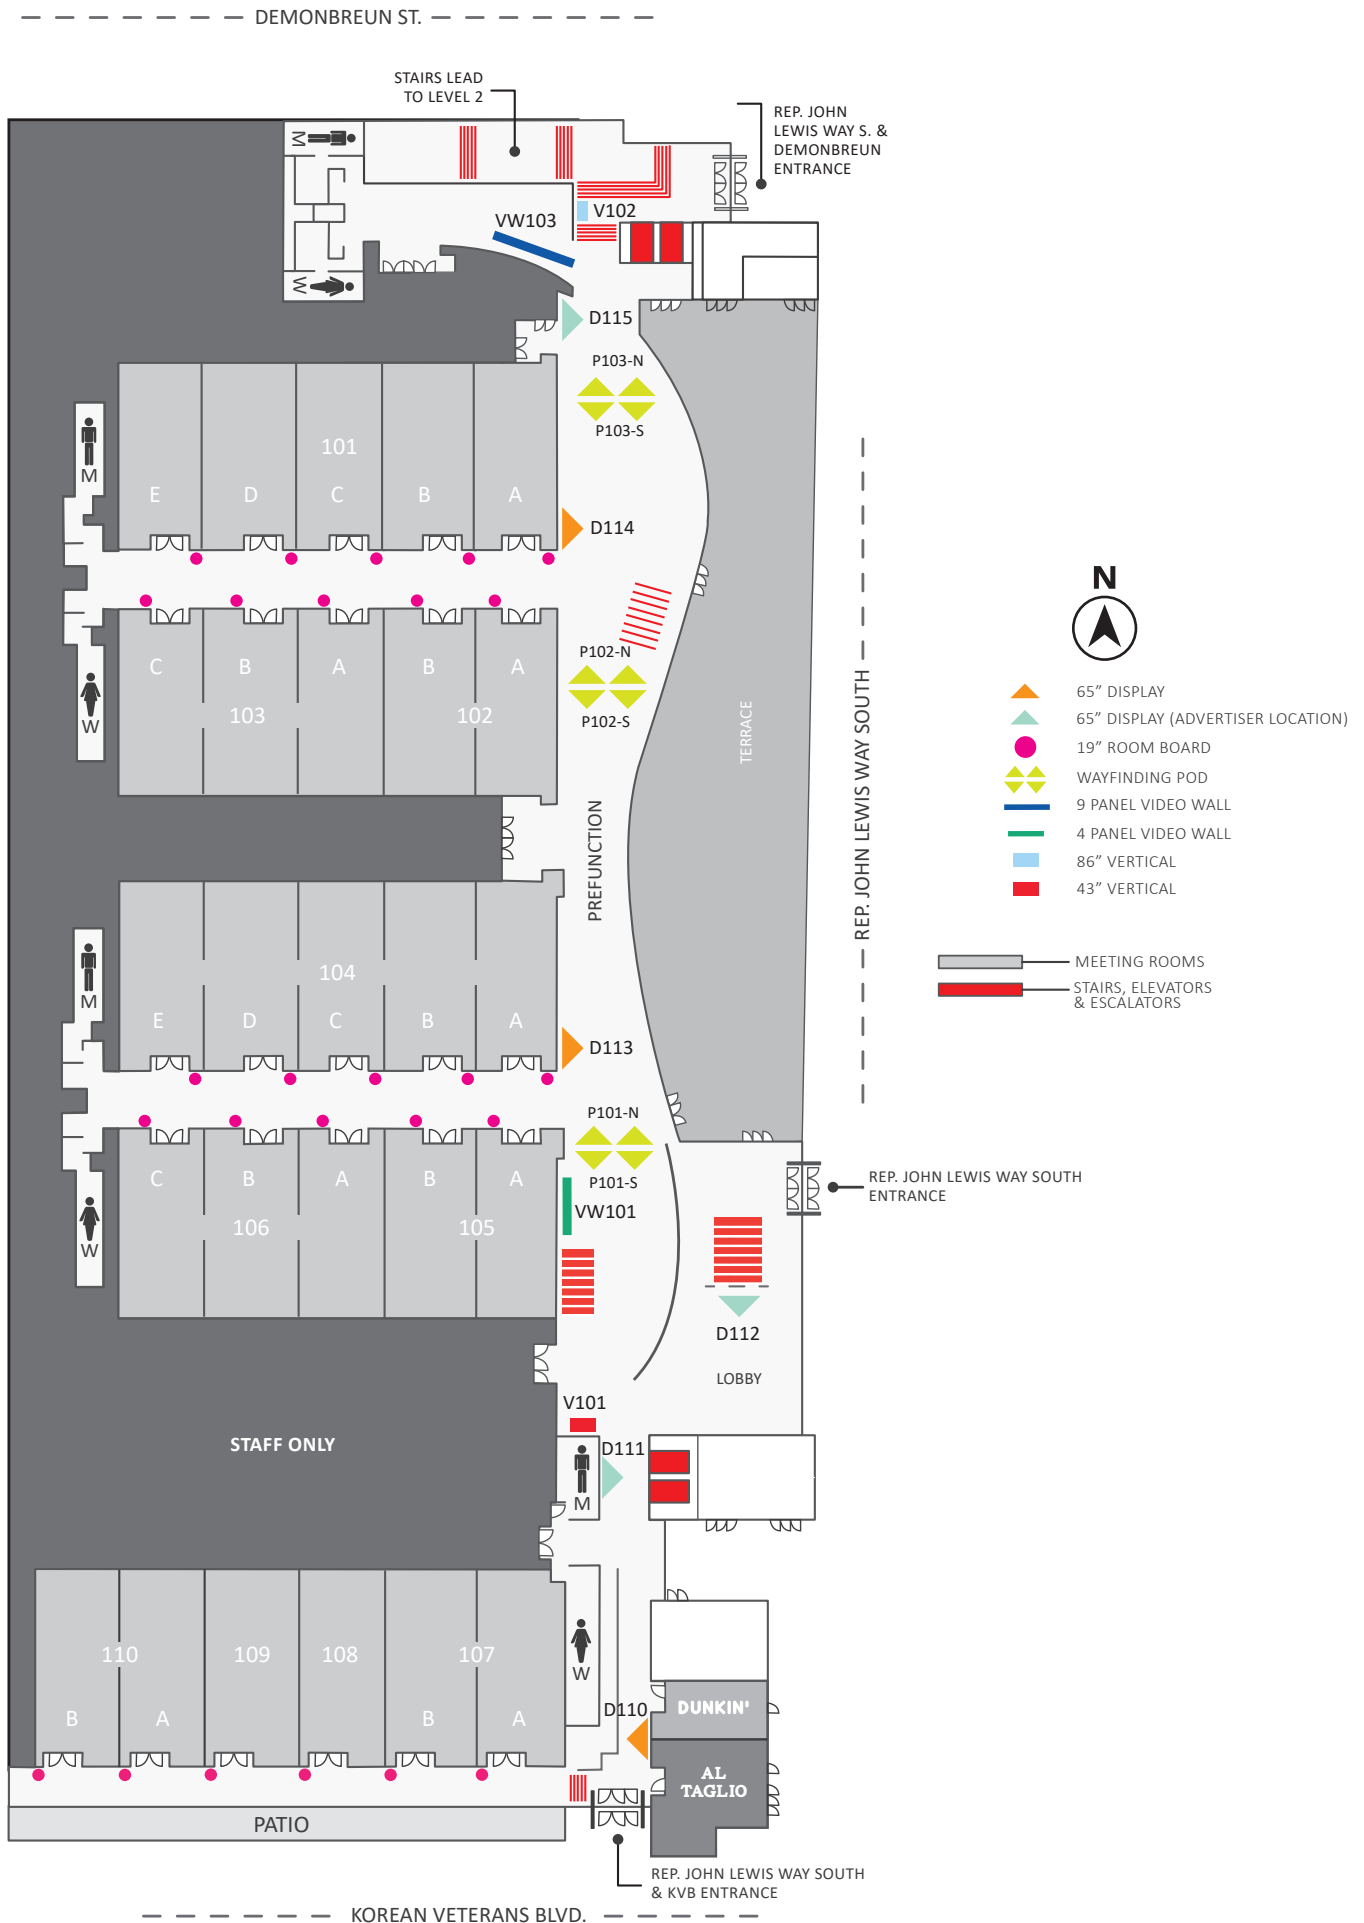 DEMONBREUN ST.
STAIRS LEAD
TO LEVEL 2
REP. JOHN
LEWIS WAY S. &
DEMONBREUN
ENTRANCE
M
V102
VW103
W
D115
P103-N
P103-S
101
M
E D C B A
D114
P102-N
C B A B A
P102-S
103 102
W
TERRACE
PREFUNCTION
REP. JOHN LEWIS WAY SOUTH
N
65” DISPLAY
65” DISPLAY (ADVERTISER LOCATION)
19” ROOM BOARD
WAYFINDING POD
9 PANEL VIDEO WALL
4 PANEL VIDEO WALL
86” VERTICAL
43” VERTICAL
MEETING ROOMS
STAIRS, ELEVATORS
& ESCALATORS
104
M
E D C B A
D113
P101-N
C B A B A
P101-S
REP. JOHN LEWIS WAY SOUTH
ENTRANCE
VW101
106 105
W
D112
LOBBY
V101
STAFF ONLY
D111
M
110 109 108 107
W
B A B A
D110
DUNKIN'
AL
TAGLIO
PATIO
REP. JOHN LEWIS WAY SOUTH
& KVB ENTRANCE
KOREAN VETERANS BLVD.